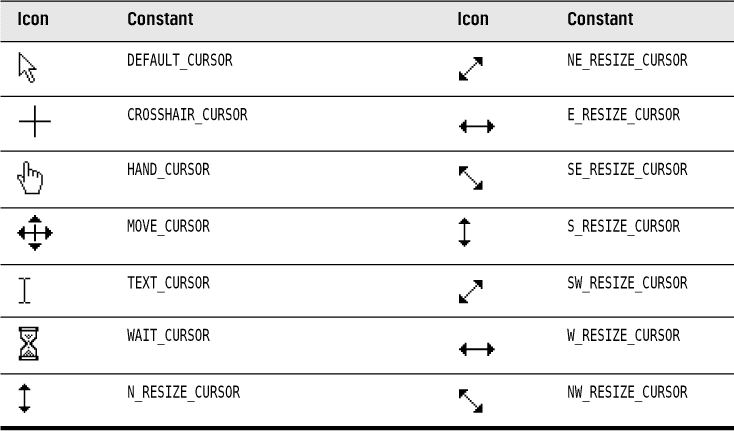 Icon Constant Icon Constant
DEFAULT_CURSOR NE_RESIZE_CURSOR
CROSSHAIR_CURSOR E_RESIZE_CURSOR
HAND_CURSOR SE_RESIZE_CURSOR
MOVE_CURSOR S_RESIZE_CURSOR
TEXT_CURSOR SW_RESIZE_CURSOR
WAIT_CURSOR W_RESIZE_CURSOR
N_RESIZE_CURSOR NW_RESIZE_CURSOR